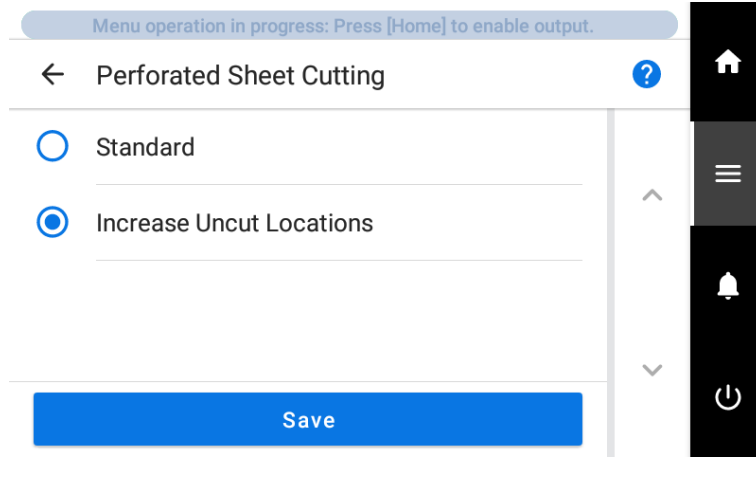 Menu operation in progress: Press [Home] to enable output.
Perforated Sheet Cutting
?
Standard
Increase Uncut Locations
Save